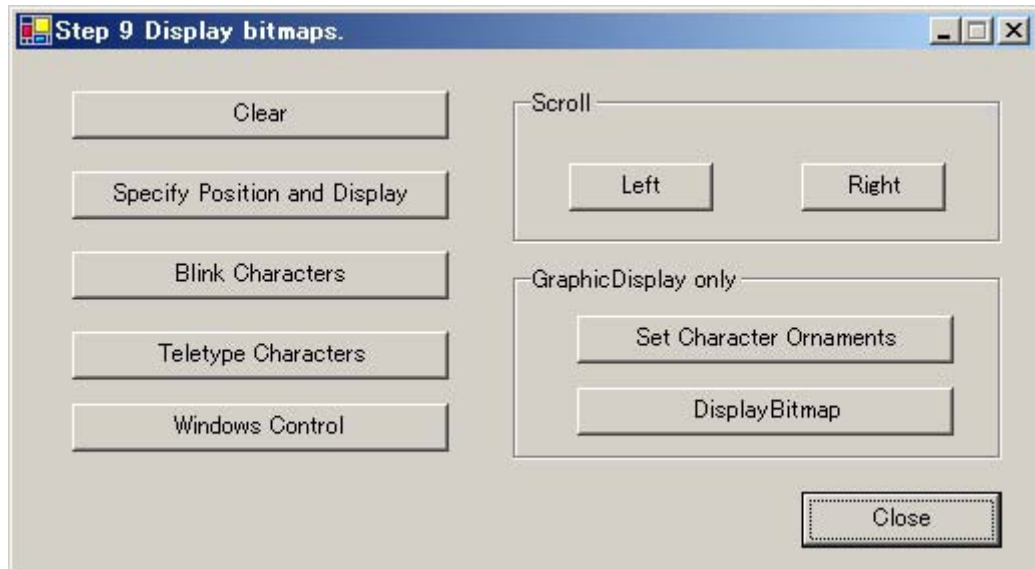 Step 9 Display bitmaps.
Clear
Specify Position and Display
Blink Characters
Teletype Characters
Windows Control
Scroll
Left
Right
GraphicDisplay only
Set Character Ornaments
DisplayBitmap
Close